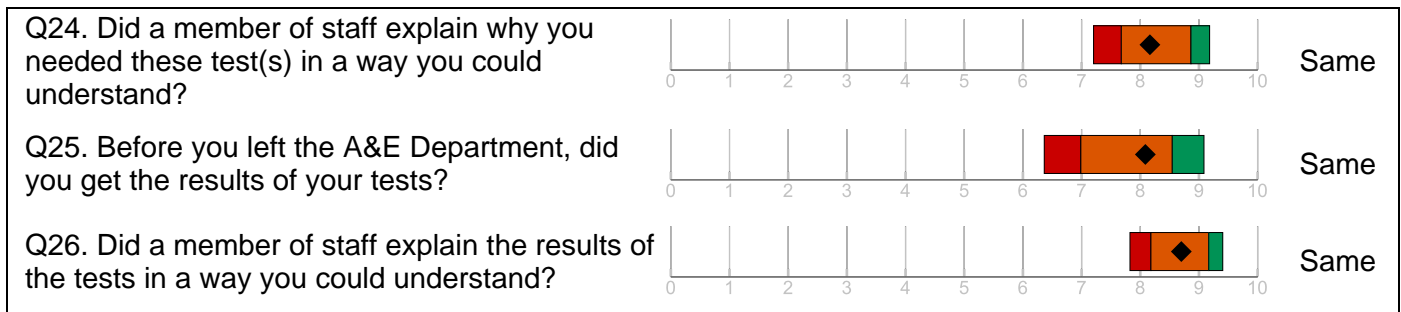 Q24. Did a member of staff explain why you
needed these test(s) in a way you could
understand?
0 1 2 3 4 5 6 7 8 9 10
Same
Q25. Before you left the A&E Department, did
you get the results of your tests?
0 1 2 3 4 5 6 7 8 9 10
Same
Q26. Did a member of staff explain the results of
the tests in a way you could understand?
0 1 2 3 4 5 6 7 8 9 10
Same